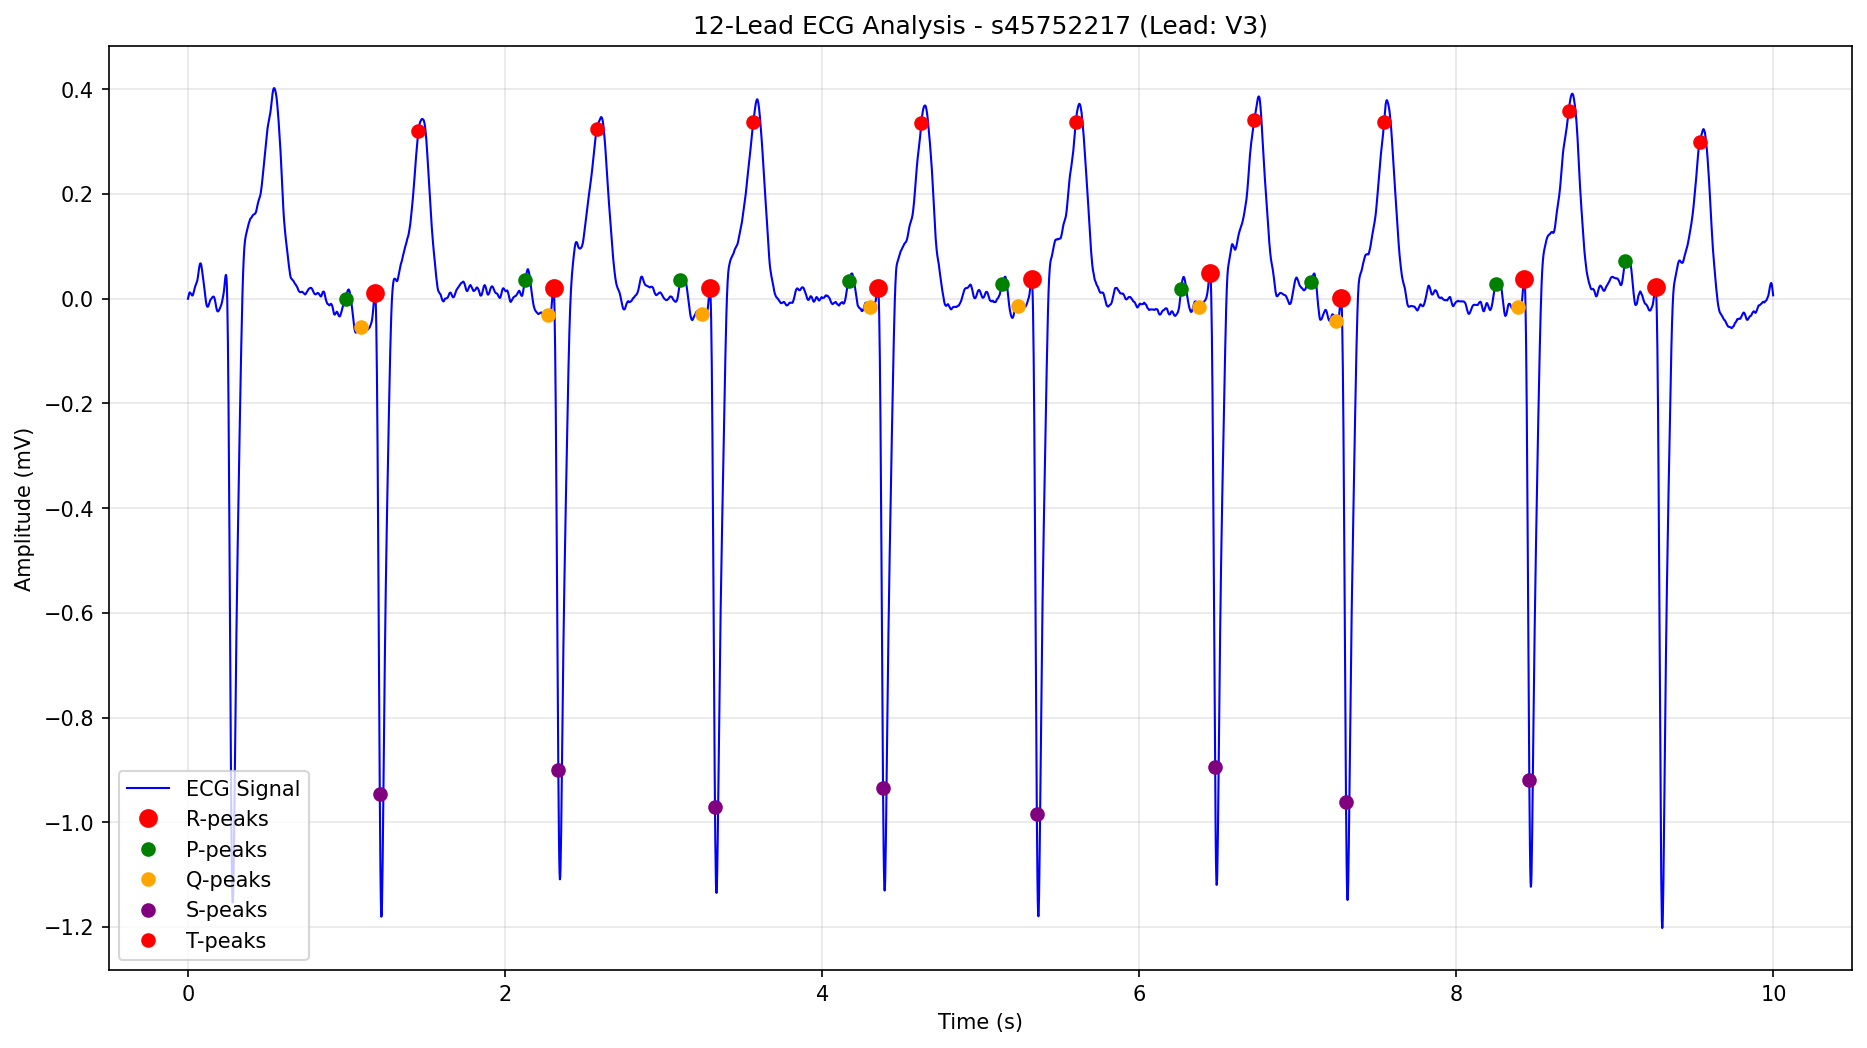 12-Lead ECG Analysis - s45752217 (Lead: V3)
Amplitude (mV)
0.4
0.2
0.0
−0.2
−0.4
−0.6
−0.8
−1.0
−1.2
ECG Signal
R-peaks
P-peaks
Q-peaks
S-peaks
T-peaks
0 2 4 6 8 10
Time (s)